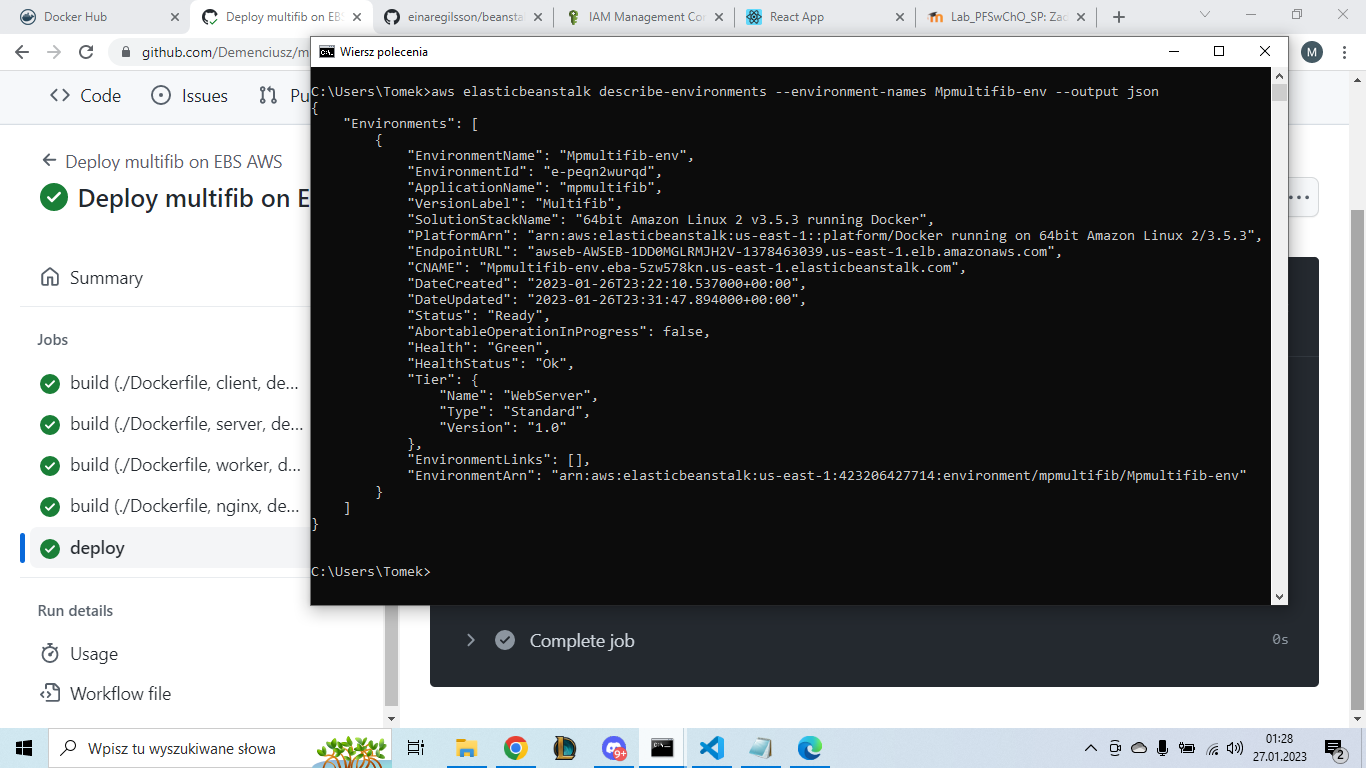 Docker Hub
Deploy multifib on EB
einaregilsson/beansta
IAM Management Con
React App
Lab_PFSwChO_SP: Zad
github.com/Demenciusz/m
M
Code
Issues
Pu
Deploy multifib on EBS AWS
Deploy multifib on E
Summary
Jobs
build (./Dockerfile, client, de...
build (./Dockerfile, server, de...
build (./Dockerfile, worker, d...
build (./Dockerfile, nginx, de...
deploy
Run details
Usage
Workflow file
Wiersz polecenia
C:\Users\Tomek>aws elasticbeanstalk describe-environments --environment-names Mpmultifib-env --output json
{
"Environments": [
{
"EnvironmentName": "Mpmultifib-env",
"EnvironmentId": "e-peqn2wurqd",
"ApplicationName": "mpmultifib",
"VersionLabel": "Multifib",
"SolutionStackName": "64bit Amazon Linux 2 v3.5.3 running Docker",
"PlatformArn": "arn:aws:elasticbeanstalk:us-east-1::platform/Docker running on 64bit Amazon Linux 2/3.5.3",
"EndpointURL": "awseb-AWSEB-1DD0MGLRMJH2V-1378463039.us-east-1.elb.amazonaws.com",
"CNAME": "Mpmultifib-env.eba-5zw578kn.us-east-1.elasticbeanstalk.com",
"DateCreated": "2023-01-26T23:22:10.537000+00:00",
"DateUpdated": "2023-01-26T23:31:47.894000+00:00",
"Status": "Ready",
"AbortableOperationInProgress": false,
"Health": "Green",
"HealthStatus": "Ok",
"Tier": {
"Name": "WebServer",
"Type": "Standard",
"Version": "1.0"
},
"EnvironmentLinks": [],
"EnvironmentArn": "arn:aws:elasticbeanstalk:us-east-1:423206427714:environment/mpmultifib/Mpmultifib-env"
}
]
}
C:\Users\Tomek>
Complete job
0s
Wpisz tu wyszukiwane słowa
9+
01:28
27.01.2023
2